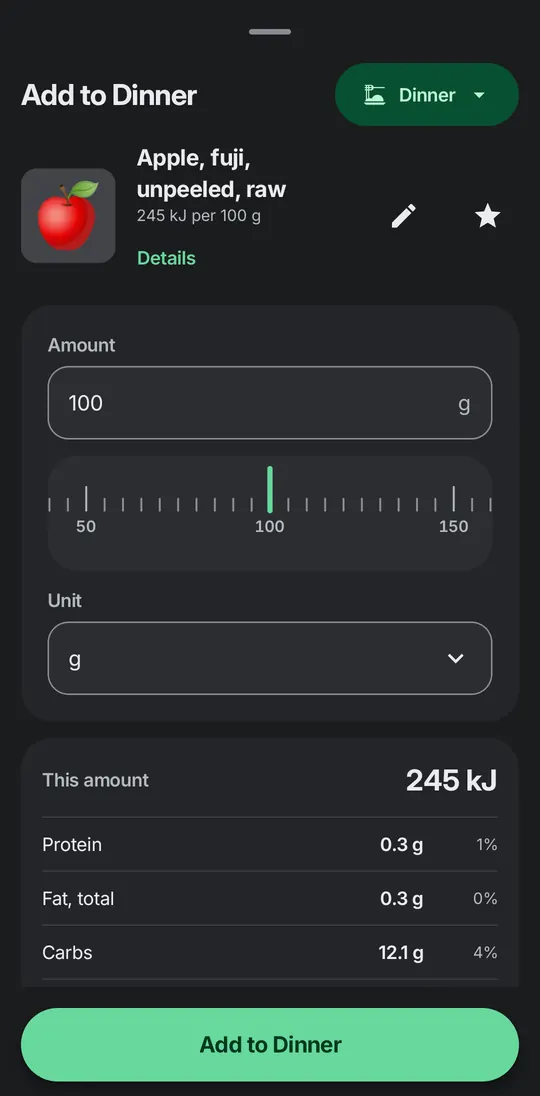 Add to Dinner
Dinner
Apple, fuji,
unpeeled, raw
245 kJ per 100 g
Details
Amount
100 g
50 100 150
Unit
g
This amount 245 kJ
Protein 0.3 g 1%
Fat, total 0.3 g 0%
Carbs 12.1 g 4%
Add to Dinner